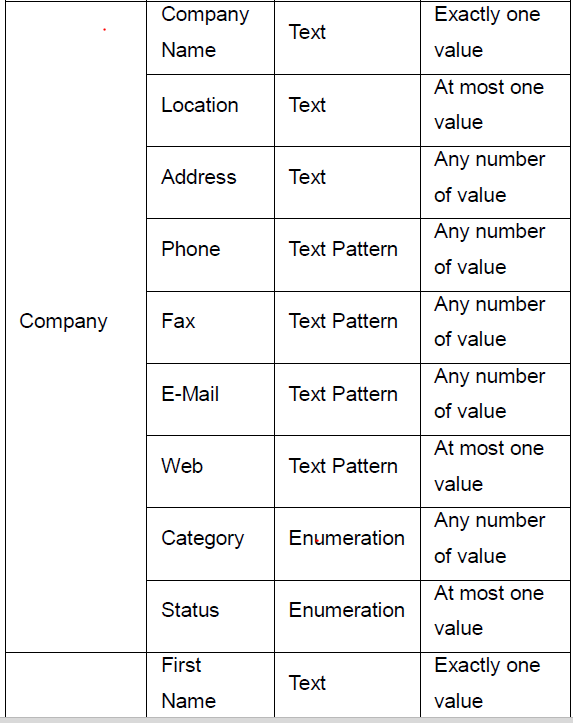 Company
Name
Text
Exactly one
value
Location
Text
At most one
value
Address
Text
Any number
of value
Phone
Text Pattern
Any number
of value
Company
Fax
Text Pattern
Any number
of value
E-Mail
Text Pattern
Any number
of value
Web
Text Pattern
At most one
value
Category
Enumeration
Any number
of value
Status
Enumeration
At most one
value
First
Name
Text
Exactly one
value